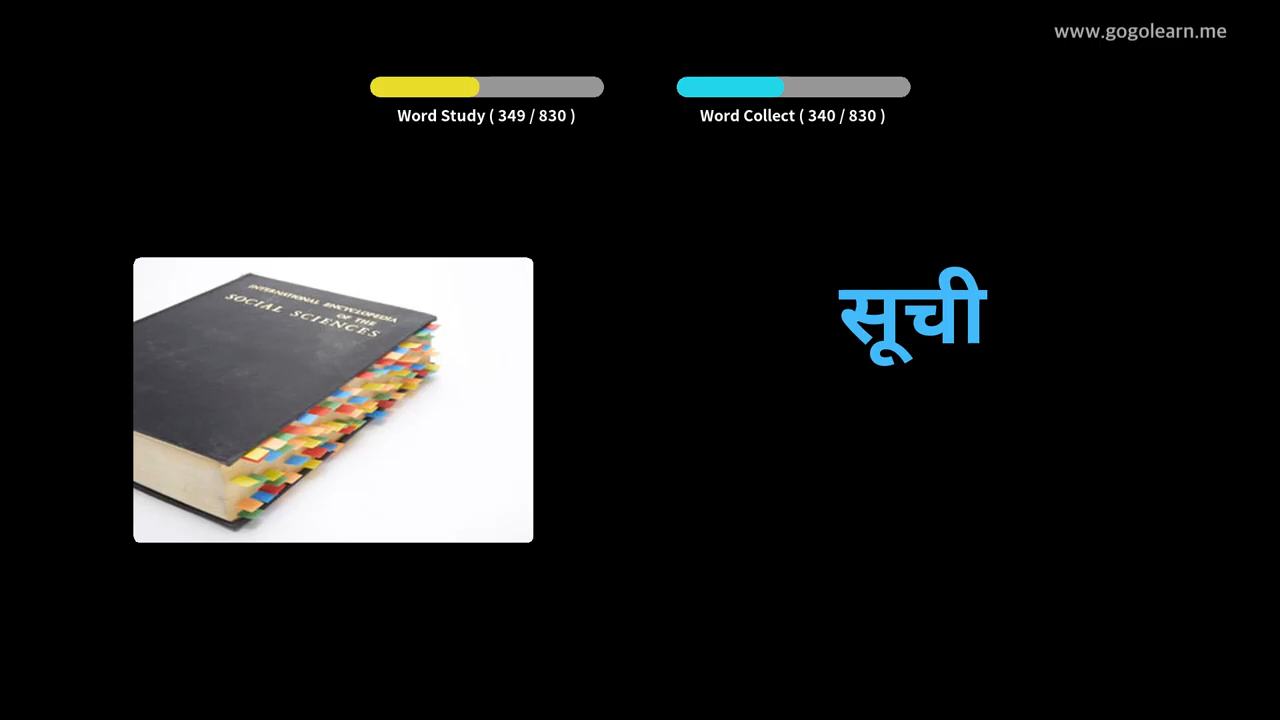 www.gogolearn.me
Word Study ( 349 / 830 )
Word Collect ( 340 / 830 )
INTERNATIONAL ENCYCLOPEDIA
OF THE
SOCIAL SCIENCES
सूची